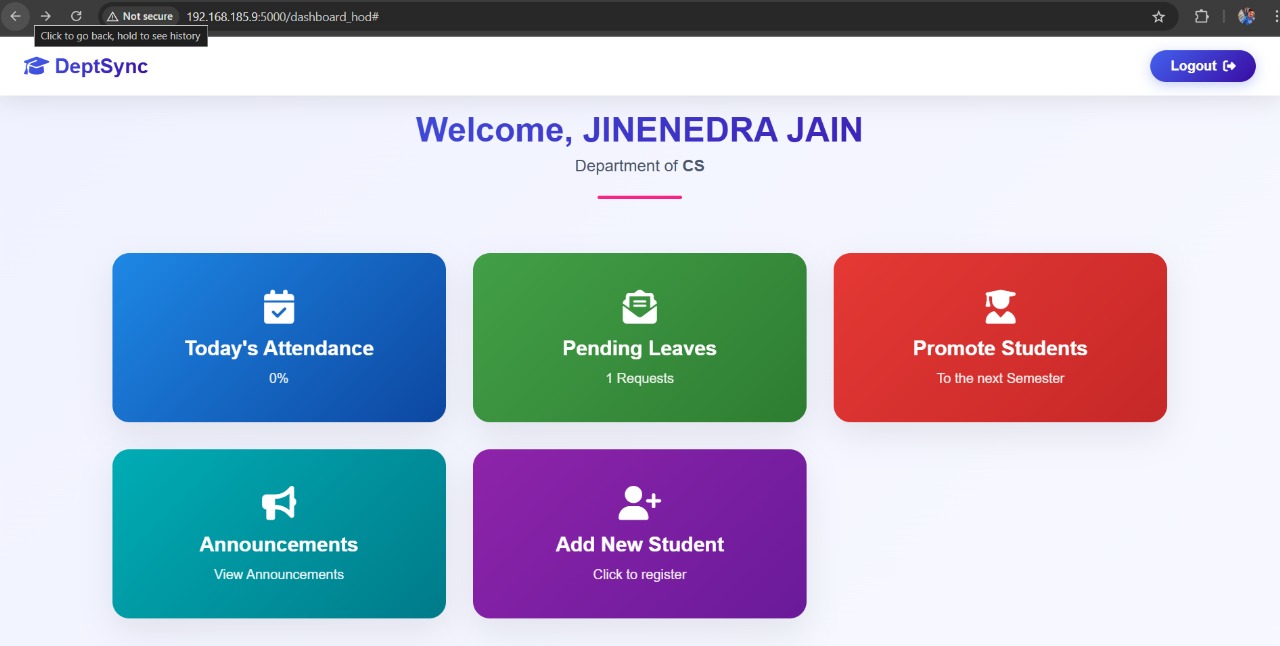 Not secure 192.168.185.9:5000/dashboard_hod#
Click to go back, hold to see history
DeptSync
Logout
Welcome, JINENEDRA JAIN
Department of CS
Today's Attendance
0%
Pending Leaves
1 Requests
Promote Students
To the next Semester
Announcements
View Announcements
Add New Student
Click to register